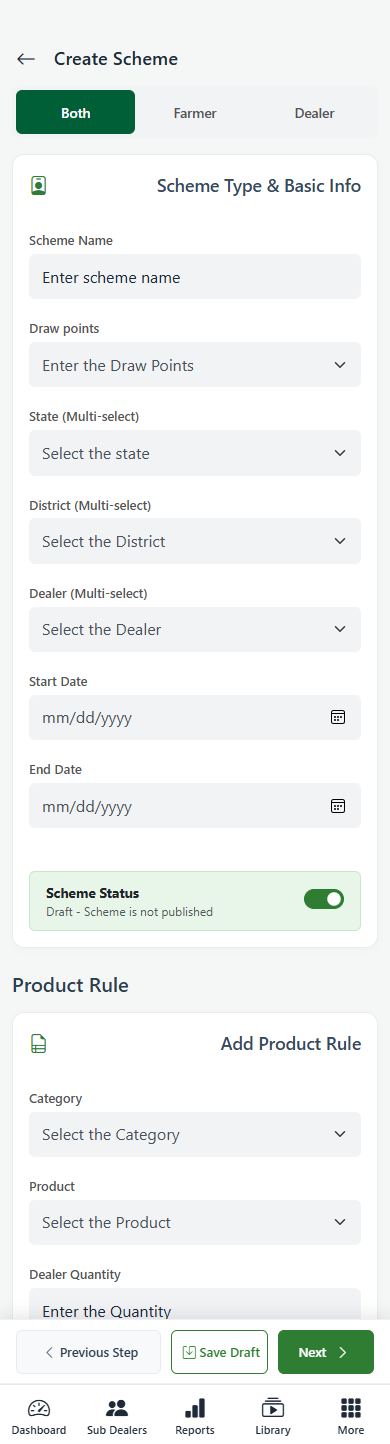 Create Scheme
Both
Farmer
Dealer
Scheme Type & Basic Info
Scheme Name
Enter scheme name
Draw points
Enter the Draw Points
State (Multi-select)
Select the state
District (Multi-select)
Select the District
Dealer (Multi-select)
Select the Dealer
Start Date
mm/dd/yyyy
End Date
mm/dd/yyyy
Scheme Status
Draft - Scheme is not published
Product Rule
Add Product Rule
Category
Select the Category
Product
Select the Product
Dealer Quantity
Enter the Quantity
Previous Step
Save Draft
Next
Dashboard
Sub Dealers
Reports
Library
More